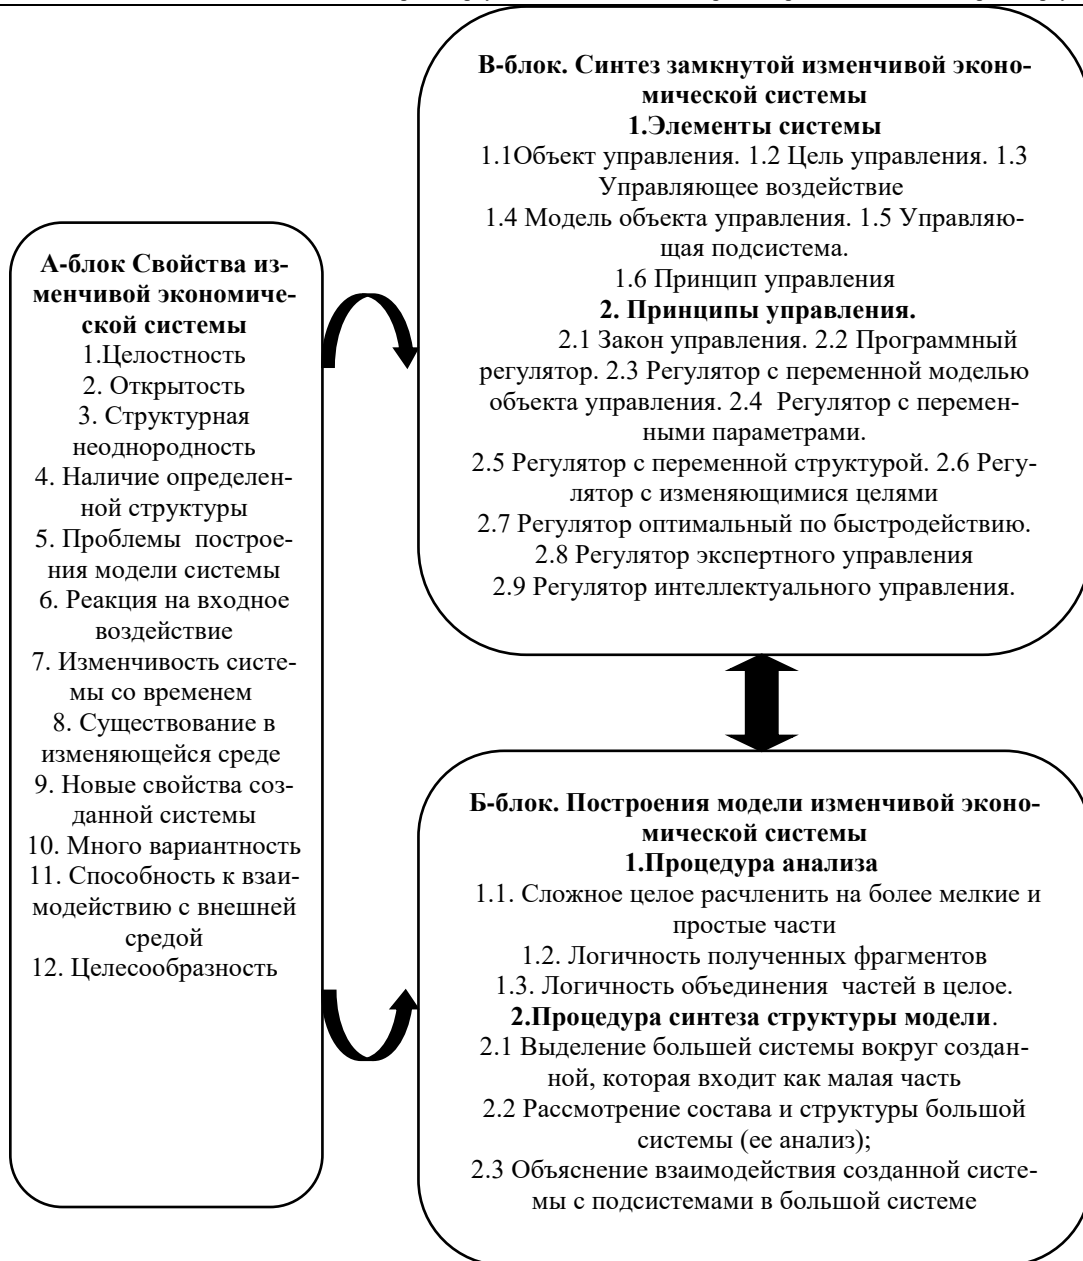 А-блок Свойства из-
менчивой экономиче-
ской системы
1.Целостность
2. Открытость
3. Структурная
неоднородность
4. Наличие определен-
ной структуры
5. Проблемы построе-
ния модели системы
6. Реакция на входное
воздействие
7. Изменчивость систе-
мы со временем
8. Существование в
изменяющейся среде
9. Новые свойства соз-
данной системы
10. Много вариантность
11. Способность к взаи-
модействию с внешней
средой
12. Целесообразность
В-блок. Синтез замкнутой изменчивой эконо-
мической системы
1.Элементы системы
1.1Объект управления. 1.2 Цель управления. 1.3
Управляющее воздействие
1.4 Модель объекта управления. 1.5 Управляю-
щая подсистема.
1.6 Принцип управления
2. Принципы управления.
2.1 Закон управления. 2.2 Программный
регулятор. 2.3 Регулятор с переменной моделью
объекта управления. 2.4 Регулятор с перемен-
ными параметрами.
2.5 Регулятор с переменной структурой. 2.6 Регу-
лятор с изменяющимися целями
2.7 Регулятор оптимальный по быстродействию.
2.8 Регулятор экспертного управления
2.9 Регулятор интеллектуального управления.
Б-блок. Построения модели изменчивой эконо-
мической системы
1.Процедура анализа
1.1. Сложное целое расчленить на более мелкие и
простые части
1.2. Логичность полученных фрагментов
1.3. Логичность объединения частей в целое.
2.Процедура синтеза структуры модели.
2.1 Выделение большей системы вокруг создан-
ной, которая входит как малая часть
2.2 Рассмотрение состава и структуры большой
системы (ее анализ);
2.3 Объяснение взаимодействия созданной систе-
мы с подсистемами в большой системе